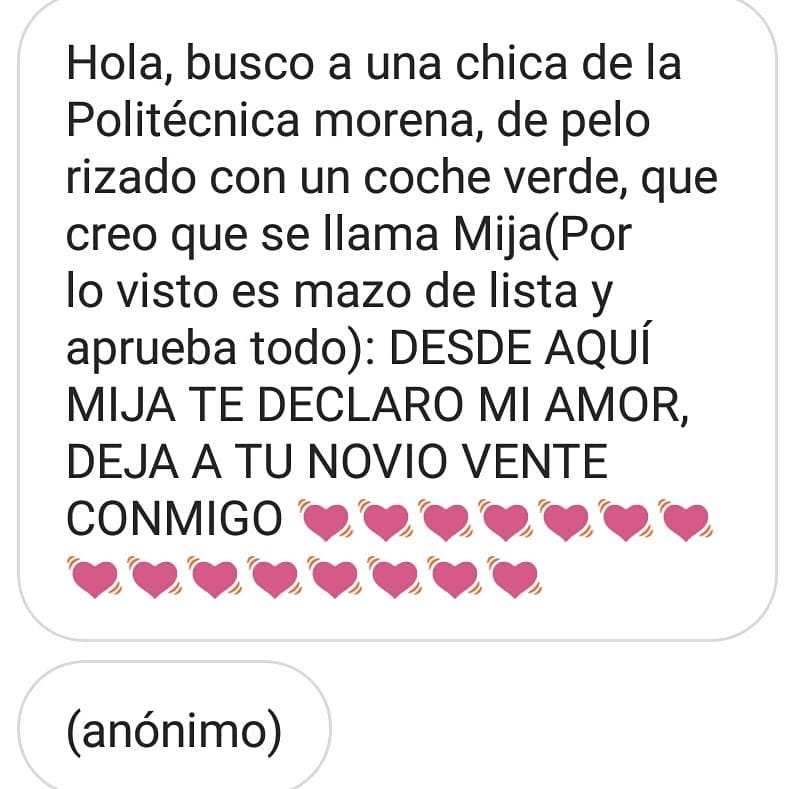 Hola, busco a una chica de la
Politécnica morena, de pelo
rizado con un coche verde, que
creo que se llama Mija(Por
lo visto es mazo de lista y
aprueba todo): DESDE AQUÍ
MIJA TE DECLARO MI AMOR,
DEJA A TU NOVIO VENTE
CONMIGO 💘💘💘💘💘💘💘
💘💘💘💘💘💘💘💘
(anónimo)